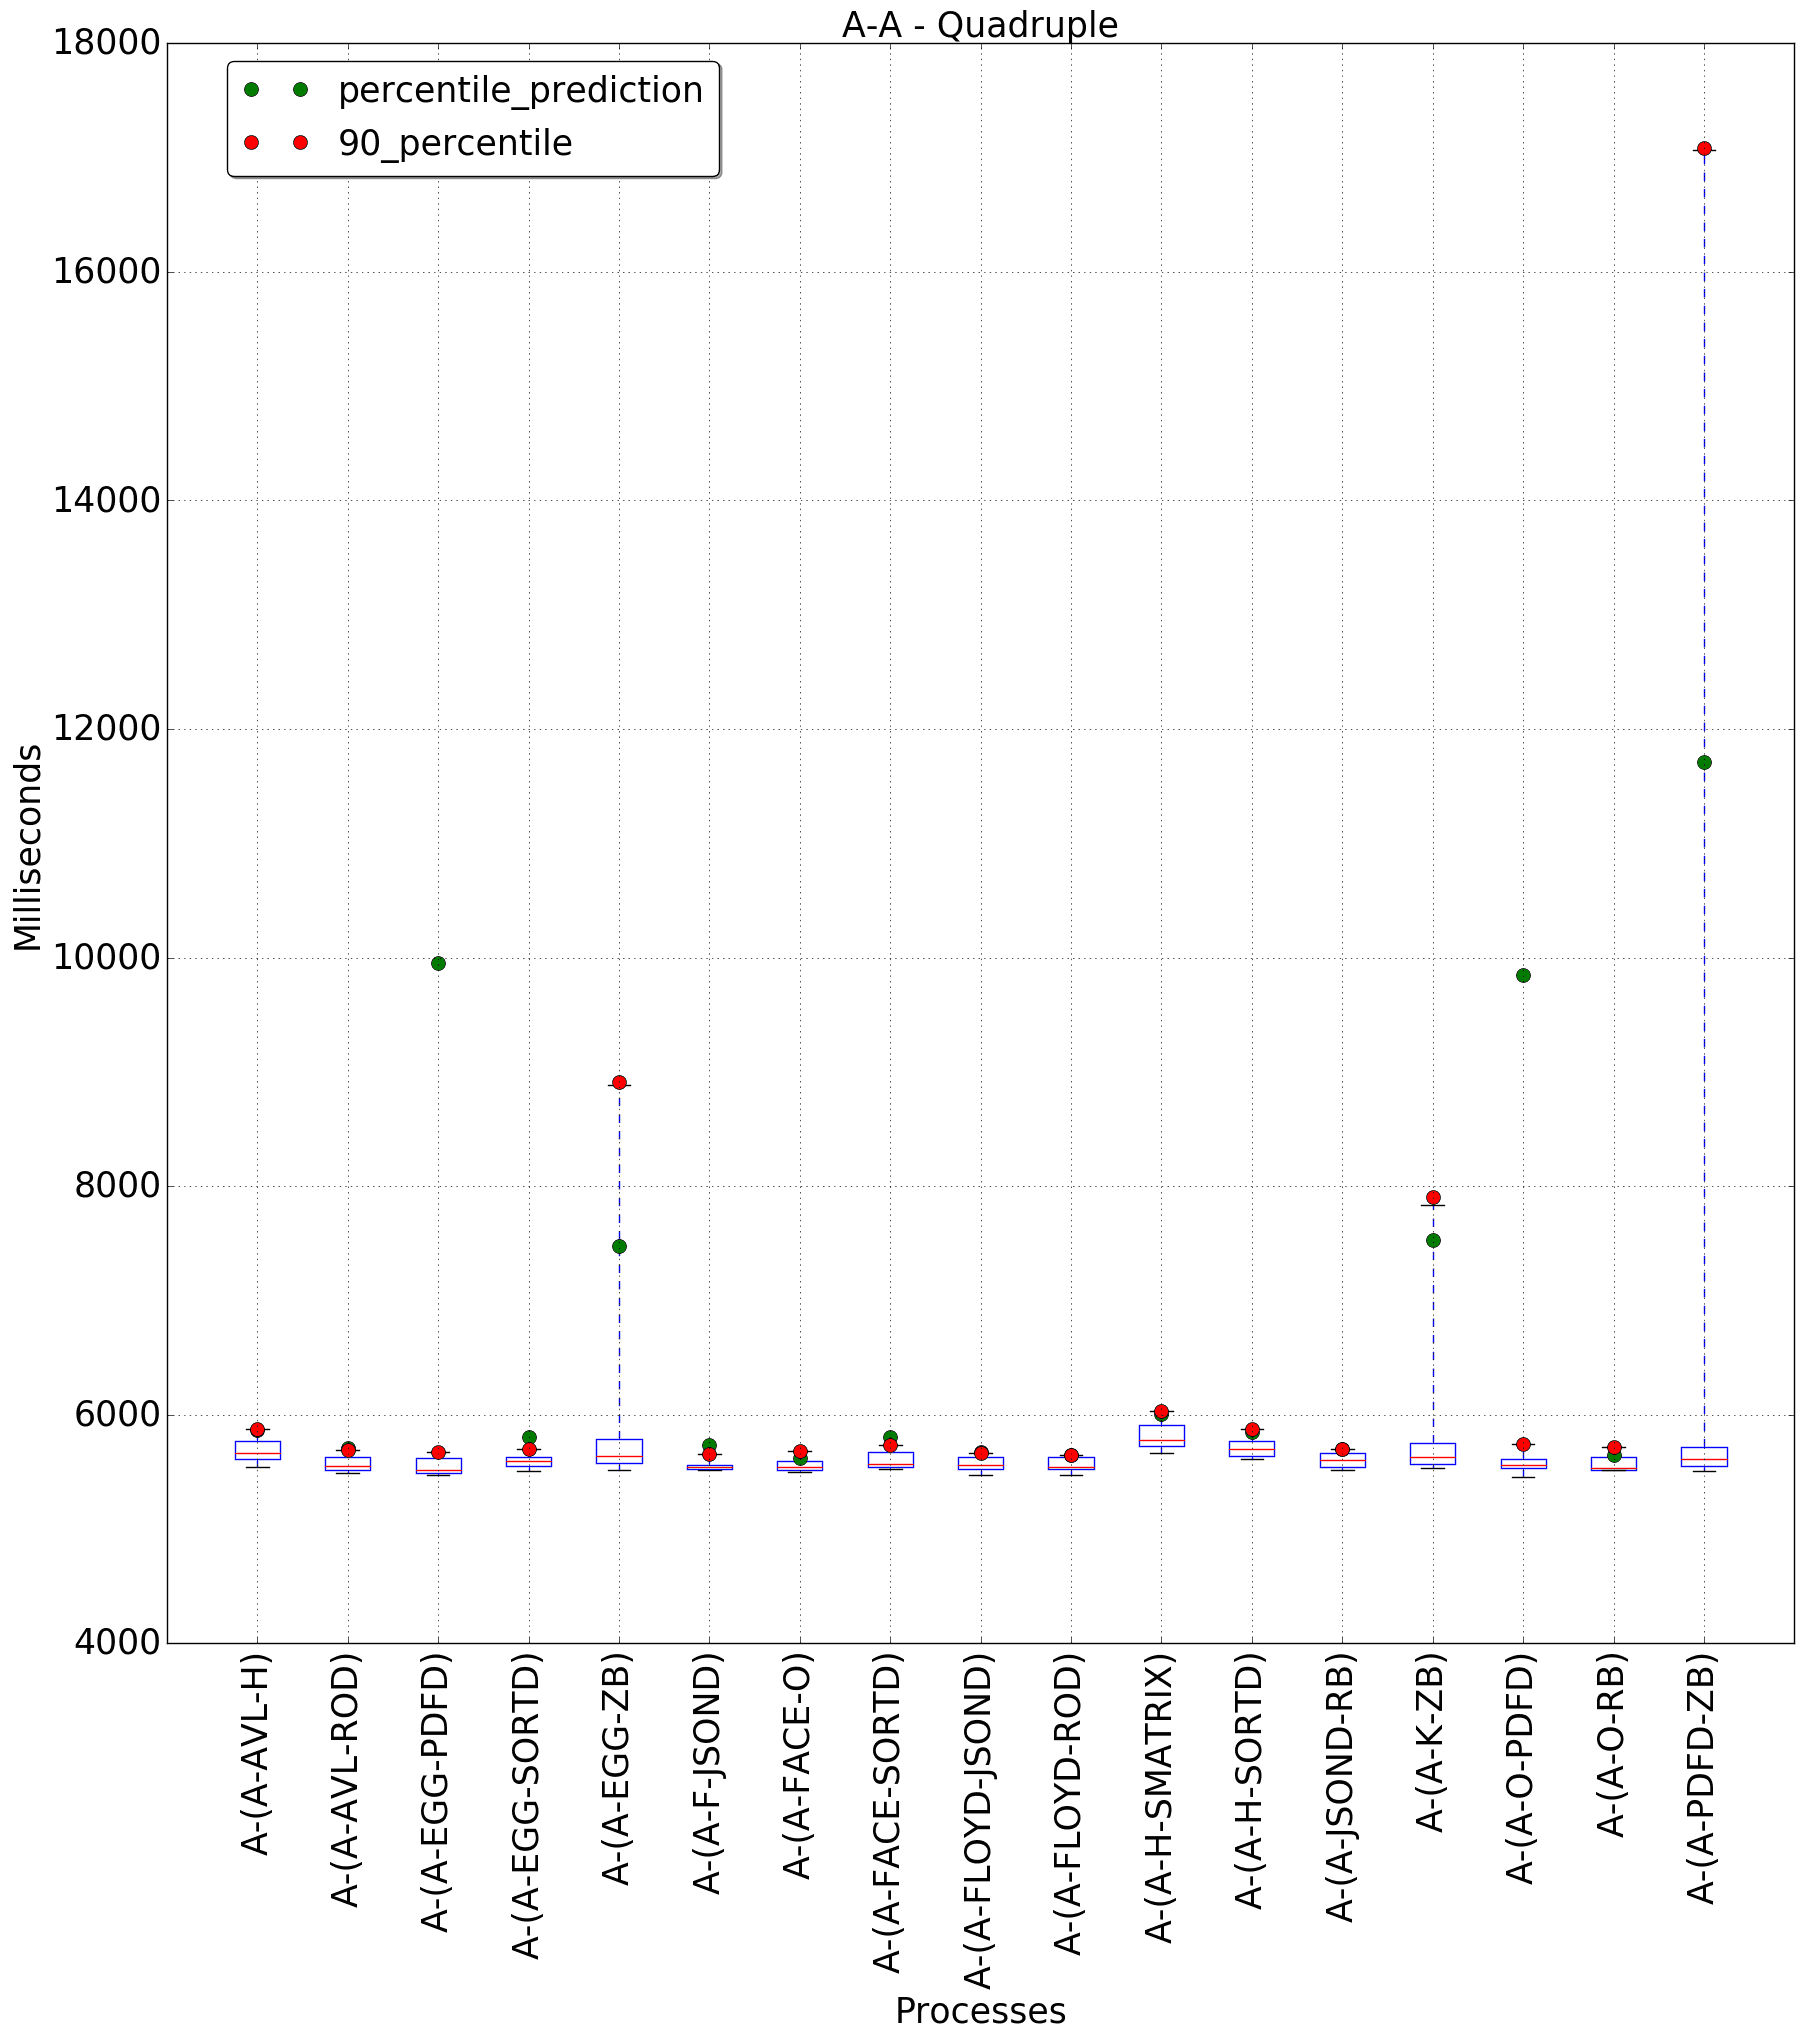 A-A - Quadruple
percentile_prediction
90_percentile
18000
16000
14000
12000
10000
8000
6000
4000
Milliseconds
A-(A-AVL-H)
A-(A-AVL-ROD)
A-(A-EGG-PDFD)
A-(A-EGG-SORTD)
A-(A-EGG-ZB)
A-(A-F-JSOND)
A-(A-FACE-O)
A-(A-FACE-SORTD)
A-(A-FLOYD-JSOND)
A-(A-FLOYD-ROD)
A-(A-H-SMATRIX)
A-(A-H-SORTD)
A-(A-JSOND-RB)
A-(A-K-ZB)
A-(A-O-PDFD)
A-(A-O-RB)
A-(A-PDFD-ZB)
Processes